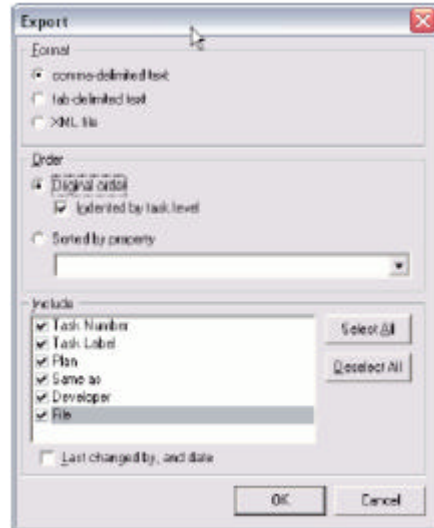 Export
Format
comma-delimited text
tab-delimited text
XML file
Order
Original order
Indented by task level
Sorted by property
Include
Task Number
Task Label
Plan
Same as
Developer
File
Select All
Deselect All
Last changed by, and date
OK
Cancel